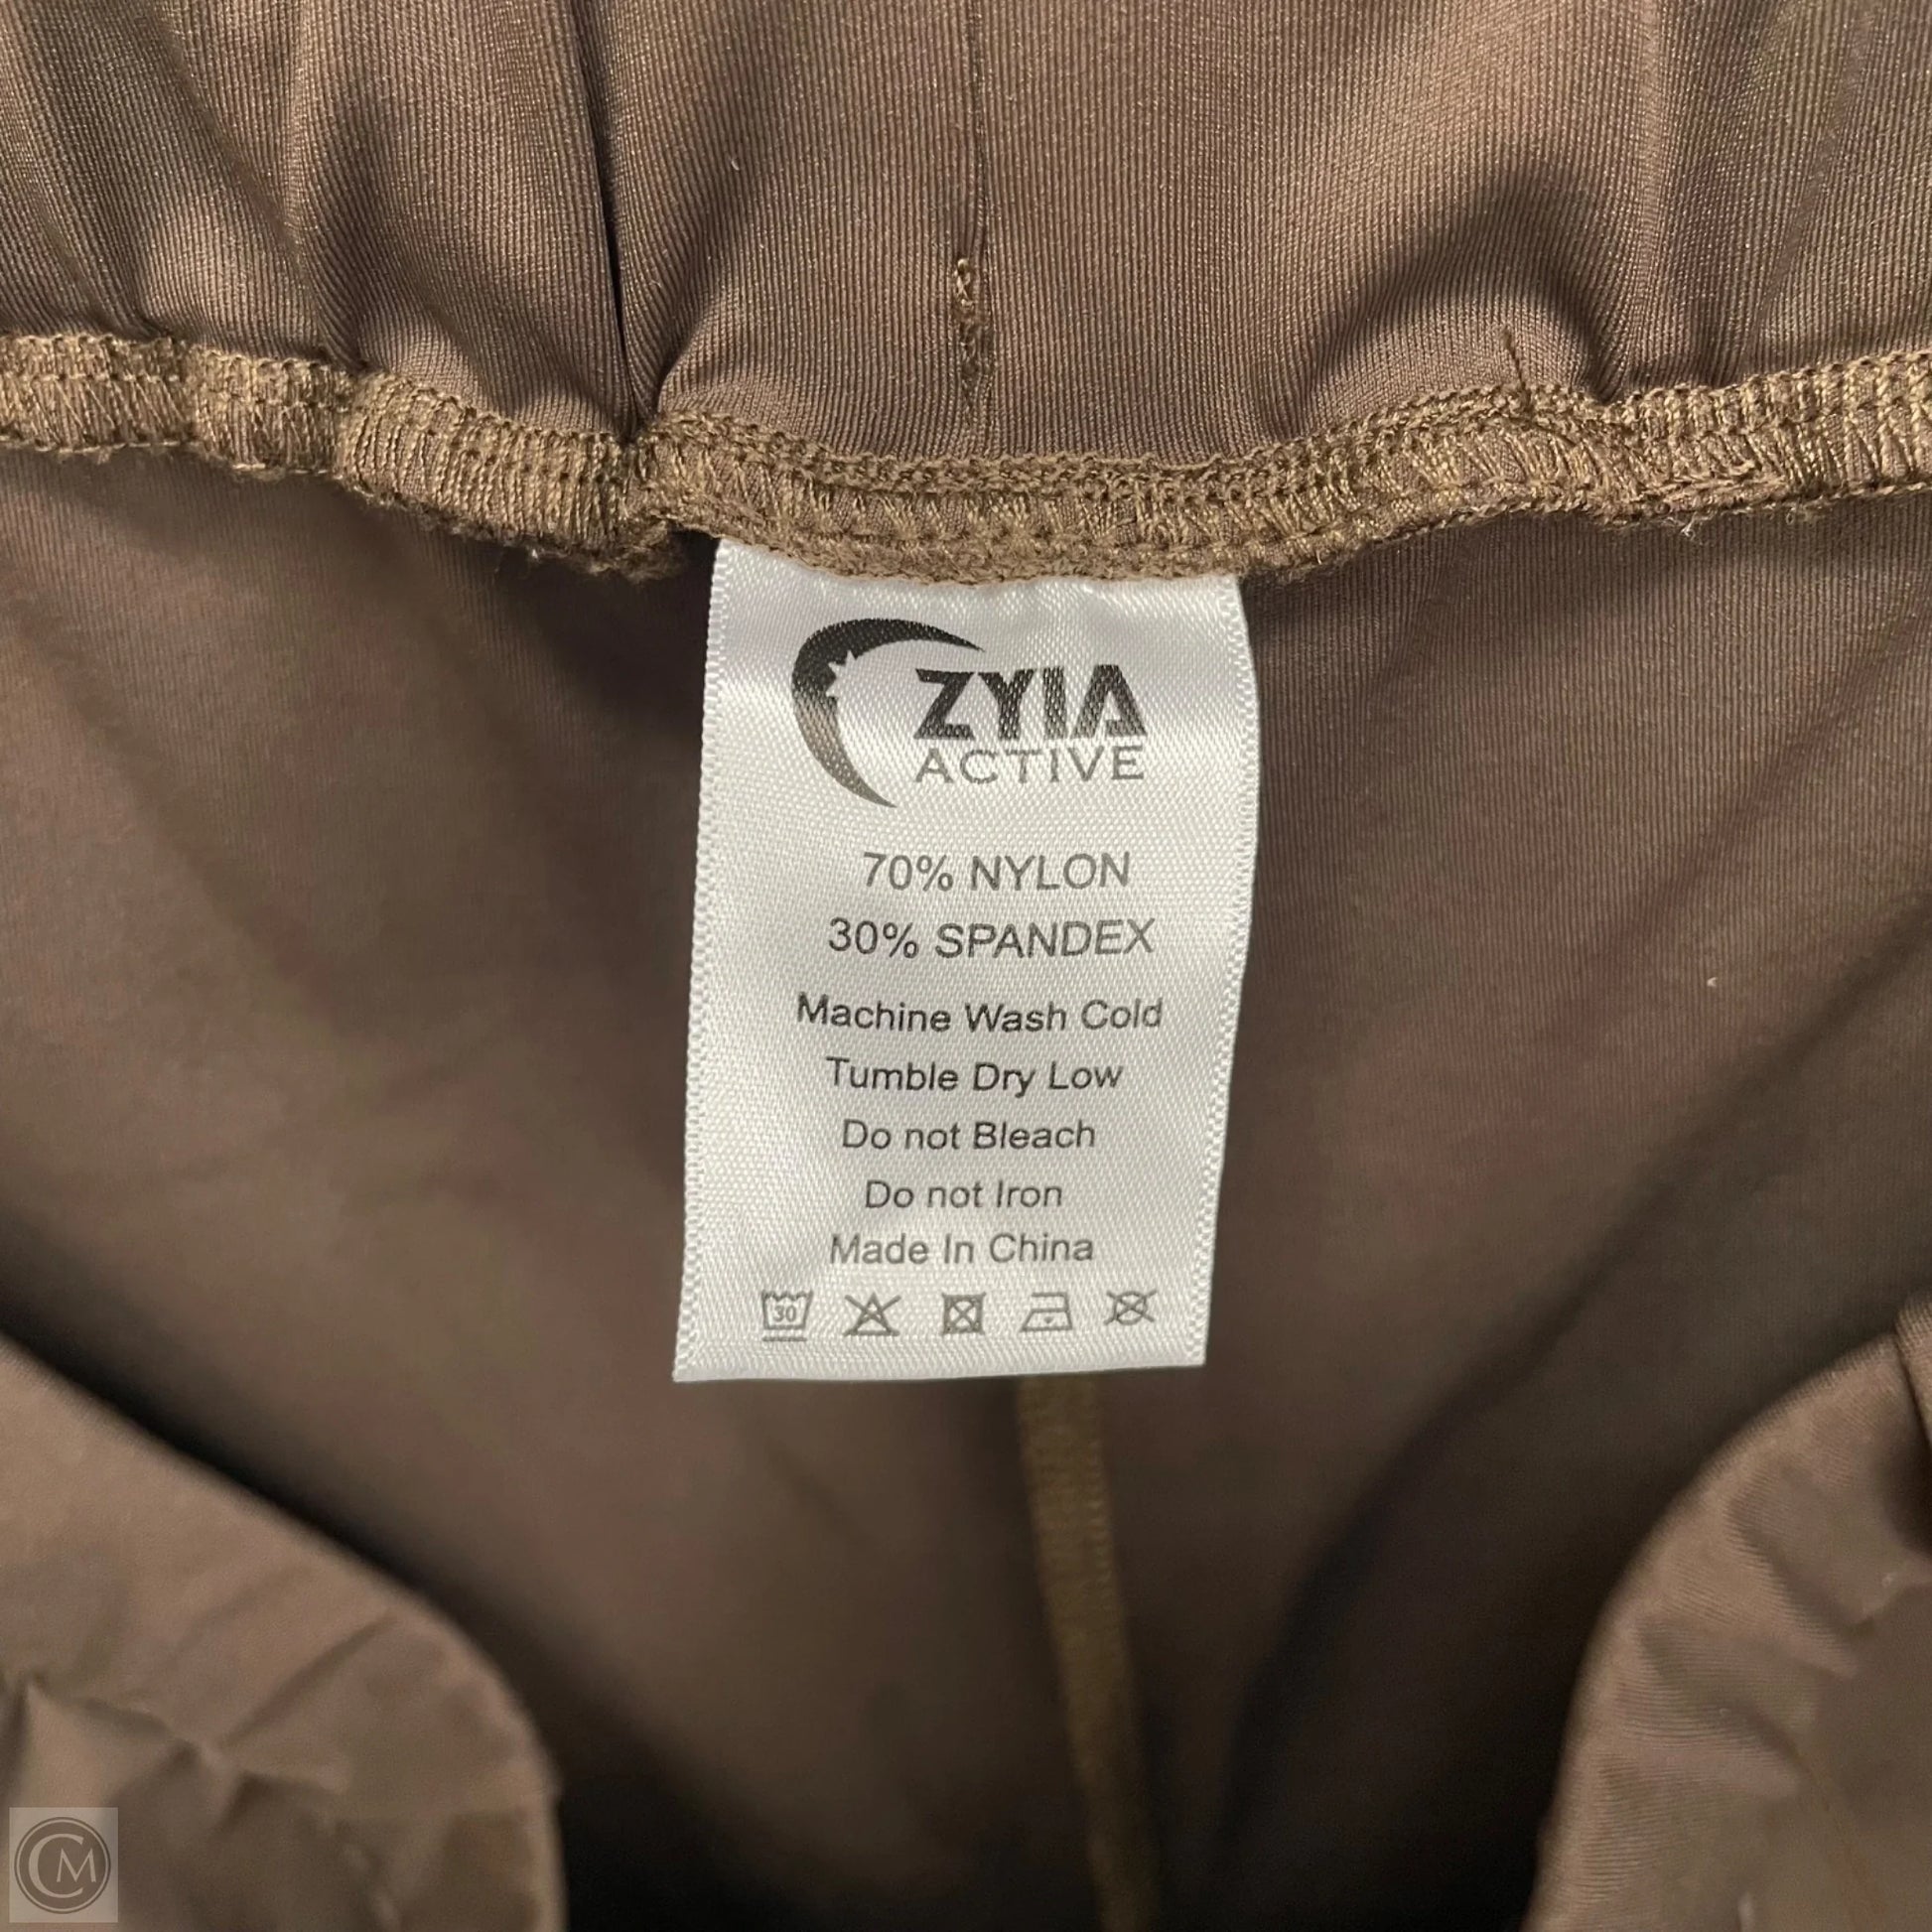 ZYIA
ACTIVE
70% NYLON
30% SPANDEX
Machine Wash Cold
Tumble Dry Low
Do not Bleach
Do not Iron
Made In China
30
CM